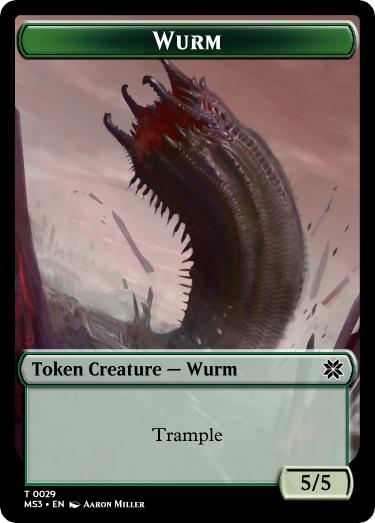 Wurm
Token Creature — Wurm
Trample
5/5
T 0029
MS3 • EN Aaron Miller